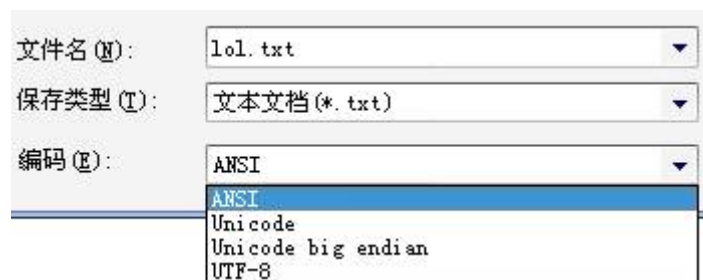 文件名(N): lol.txt
保存类型(T): 文本文档(*.txt)
编码(E): ANSI
ANSI
Unicode
Unicode big endian
UTF-8